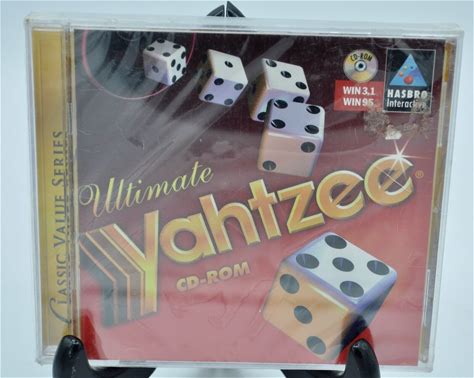 CD-ROM
WIN 3.1
WIN 95
HASBRO
Interactive
CLASSIC VALUE SERIES
Ultimate
Yahtzee®
CD-ROM